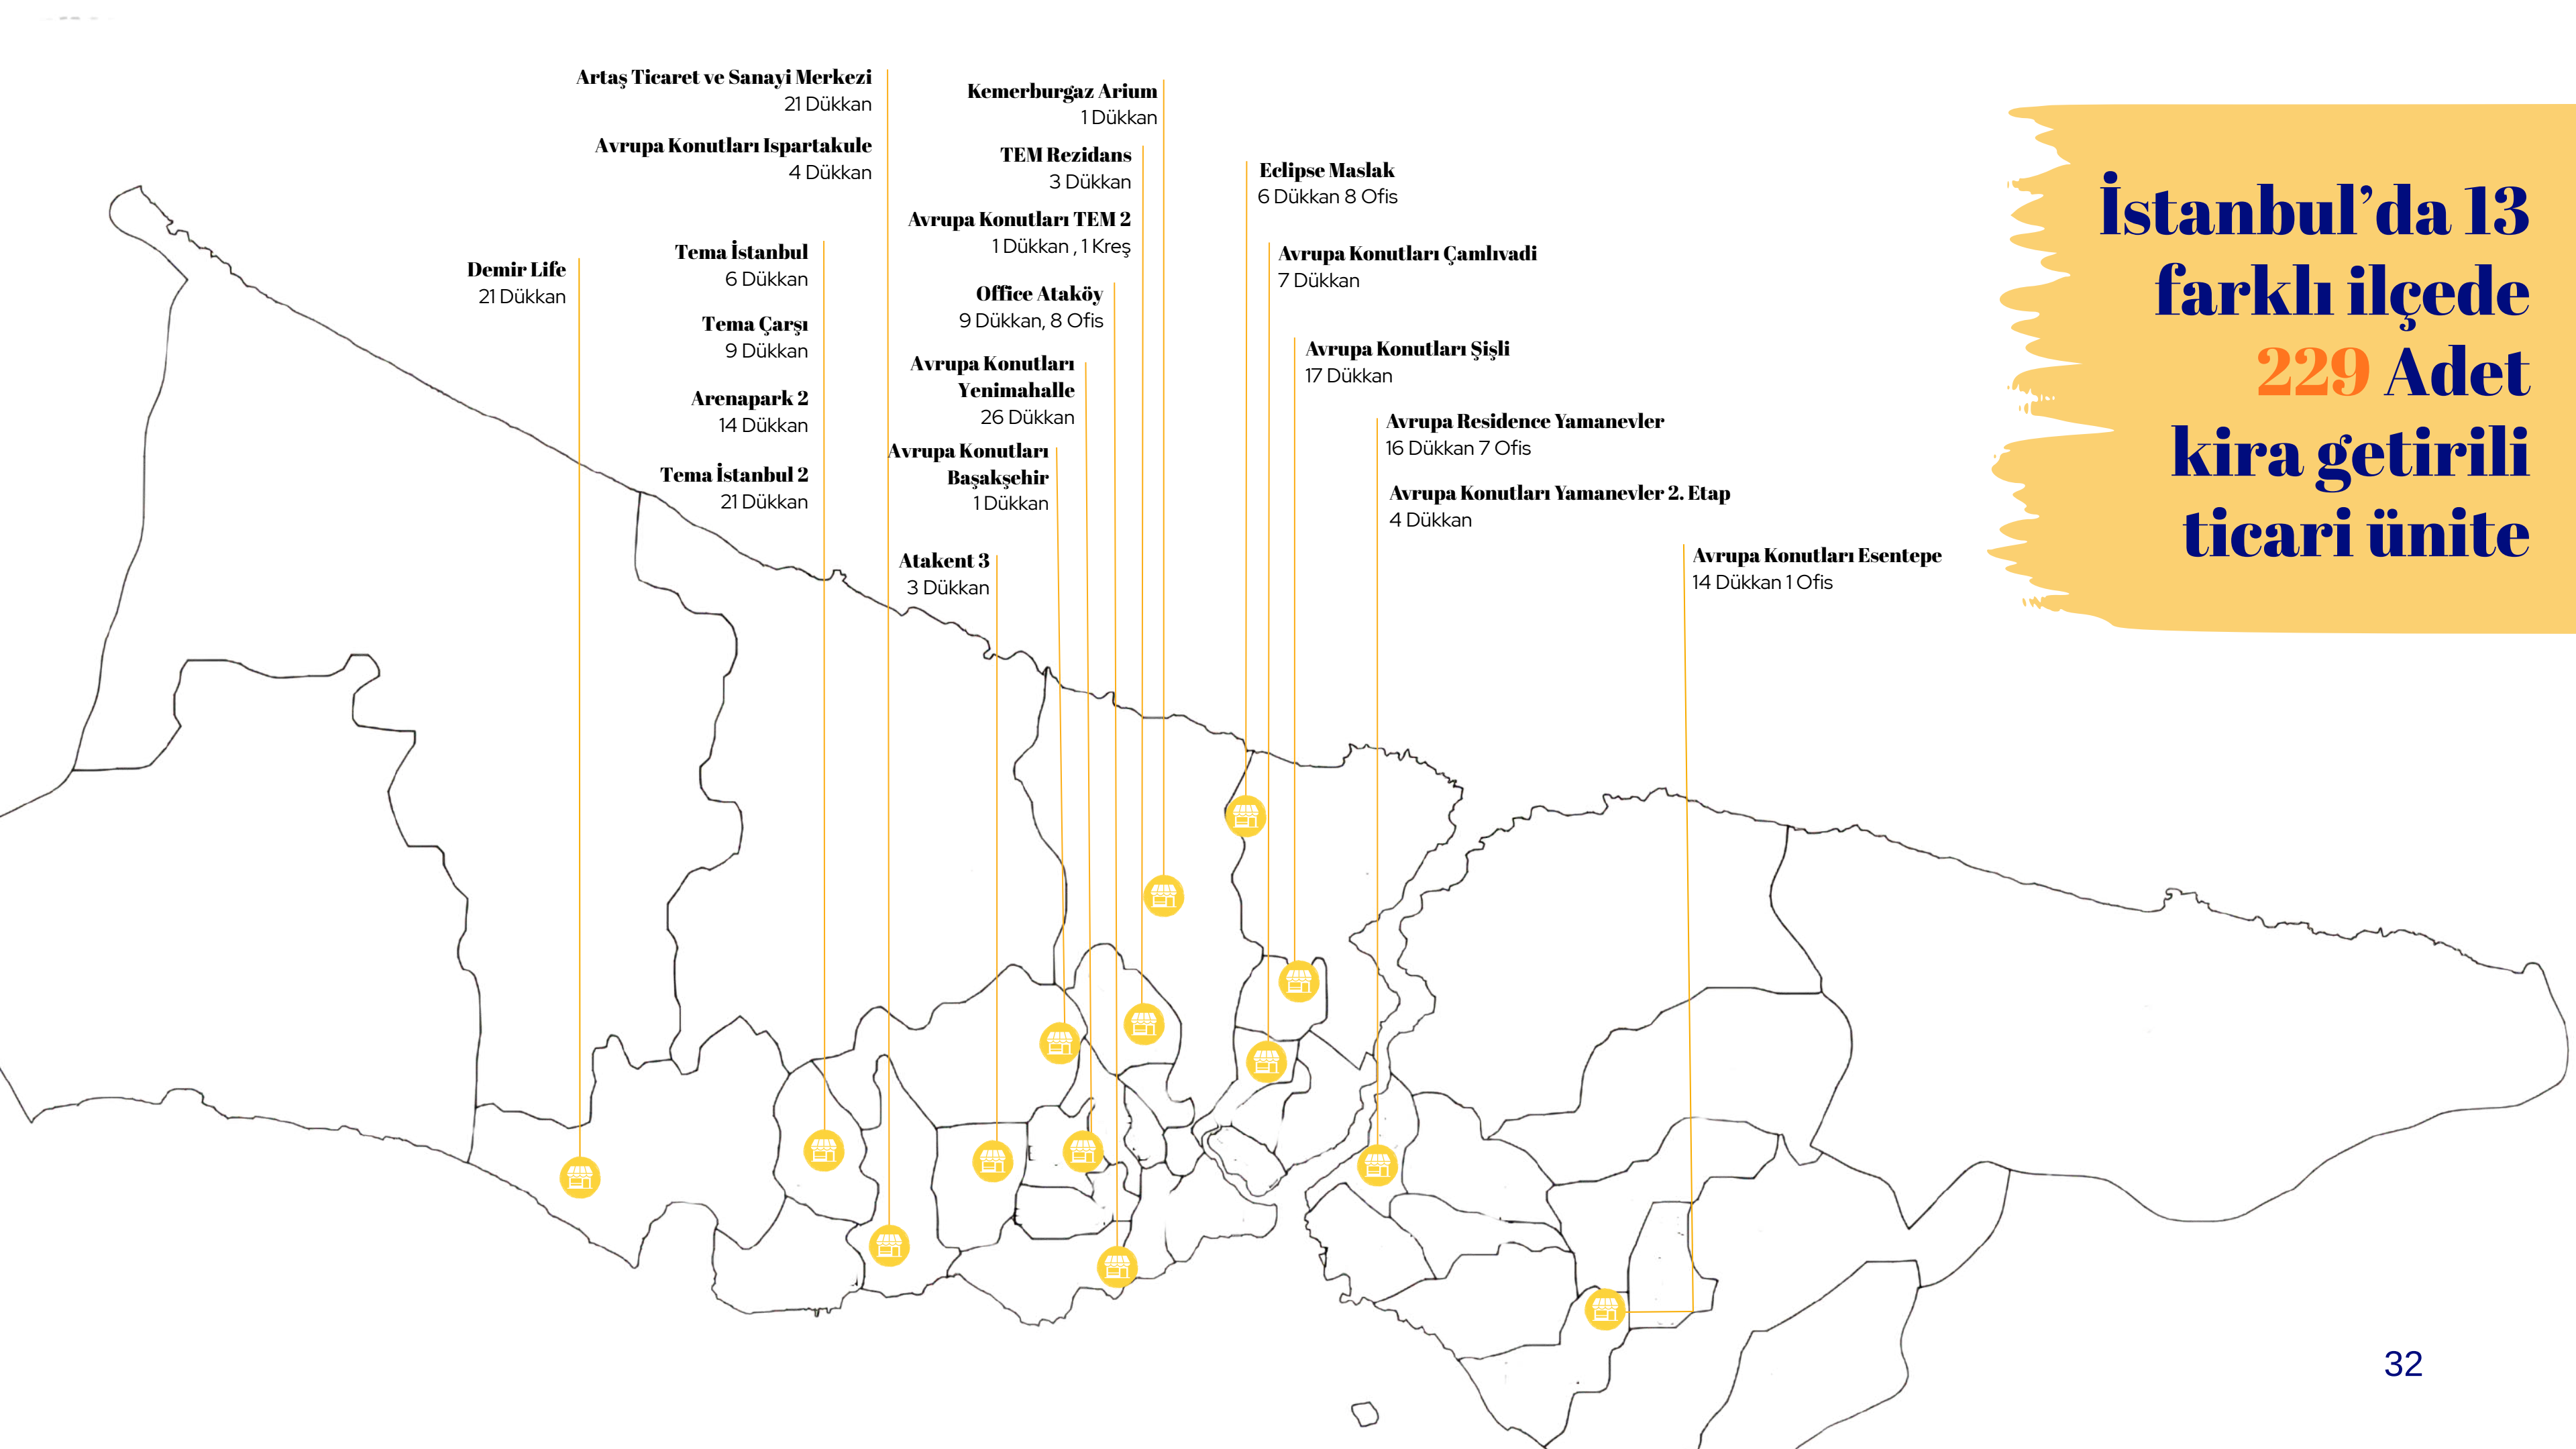 Artaş Ticaret ve Sanayi Merkezi
21 Dükkan
Avrupa Konutları Ispartakule
4 Dükkan
Demir Life
21 Dükkan
Tema İstanbul
6 Dükkan
Tema Çarşı
9 Dükkan
Arenapark 2
14 Dükkan
Tema İstanbul 2
21 Dükkan
Kemerburgaz Arium
1 Dükkan
TEM Rezidans
3 Dükkan
Avrupa Konutları TEM 2
1 Dükkan , 1 Kreş
Office Ataköy
9 Dükkan, 8 Ofis
Avrupa Konutları
Yenimahalle
26 Dükkan
Avrupa Konutları
Başakşehir
1 Dükkan
Atakent 3
3 Dükkan
Eclipse Maslak
6 Dükkan 8 Ofis
Avrupa Konutları Çamlıvadi
7 Dükkan
Avrupa Konutları Şişli
17 Dükkan
Avrupa Residence Yamanevler
16 Dükkan 7 Ofis
Avrupa Konutları Yamanevler 2. Etap
4 Dükkan
Avrupa Konutları Esentepe
14 Dükkan 1 Ofis
İstanbul’da 13
farklı ilçede
229 Adet
kira getirili
ticari ünite
32